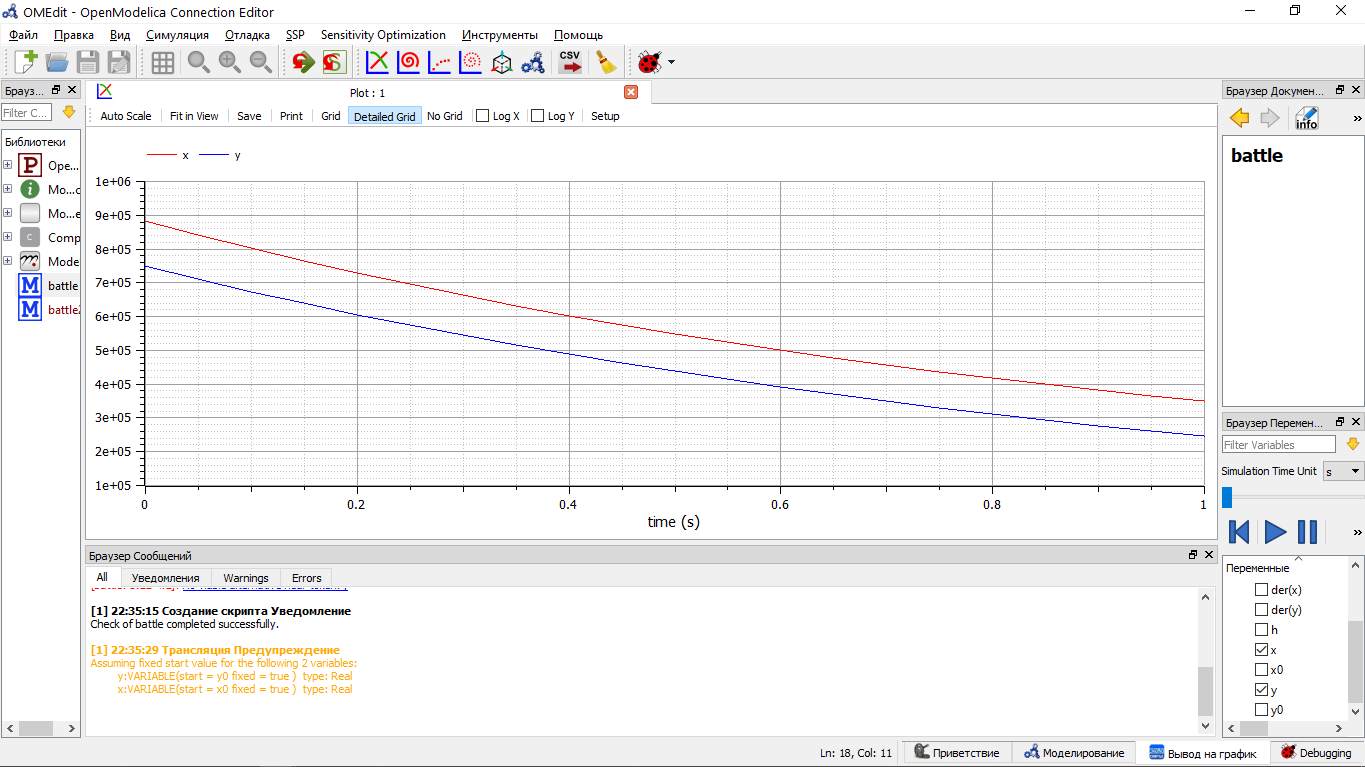 OMEdit - OpenModelica Connection Editor
Файл Правка Вид Симуляция Отладка SSP Sensitivity Optimization Инструменты Помощь
CSV
Брауз...
Filter C...
Библиотеки
P Ope...
i Mo...c
Mo...e
C Comp
Mode
M battle
M battle2
Plot : 1
Auto Scale Fit in View Save Print Grid Detailed Grid No Grid Log X Log Y Setup
x y
1e+06
9e+05
8e+05
7e+05
6e+05
5e+05
4e+05
3e+05
2e+05
1e+05
0 0.2 0.4 0.6 0.8 1
time (s)
Браузер Сообщений
All Уведомления Warnings Errors
[1] 22:35:15 Создание скрипта Уведомление
Check of battle completed successfully.
[1] 22:35:29 Трансляция Предупреждение
Assuming fixed start value for the following 2 variables:
y:VARIABLE(start = y0 fixed = true ) type: Real
x:VARIABLE(start = x0 fixed = true ) type: Real
Браузер Докумен...
info »
battle
Браузер Перемен...
Filter Variables
Simulation Time Unit s
»
Переменные
der(x)
der(y)
h
x
x0
y
y0
Ln: 18, Col: 11 Приветствие Моделирование Вывод на график Debugging